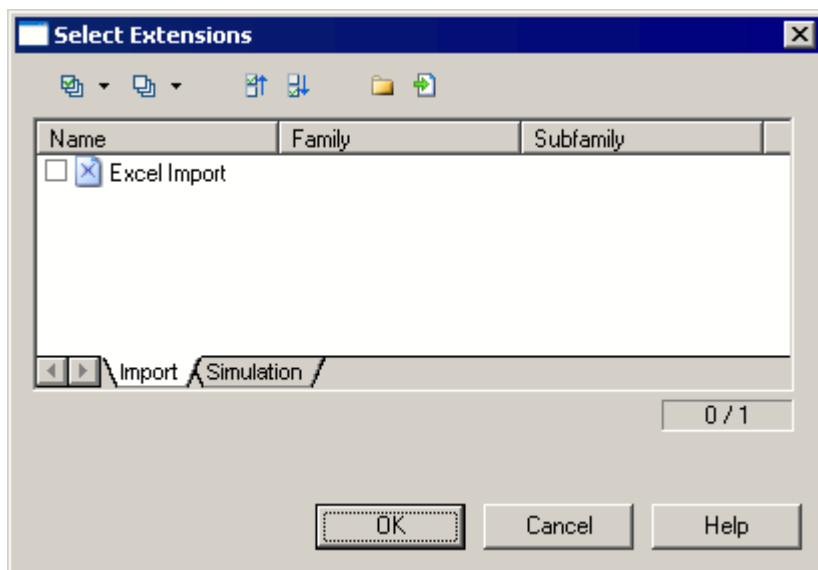 Select Extensions
Name Family Subfamily
Excel Import
Import Simulation
0 / 1
OK Cancel Help